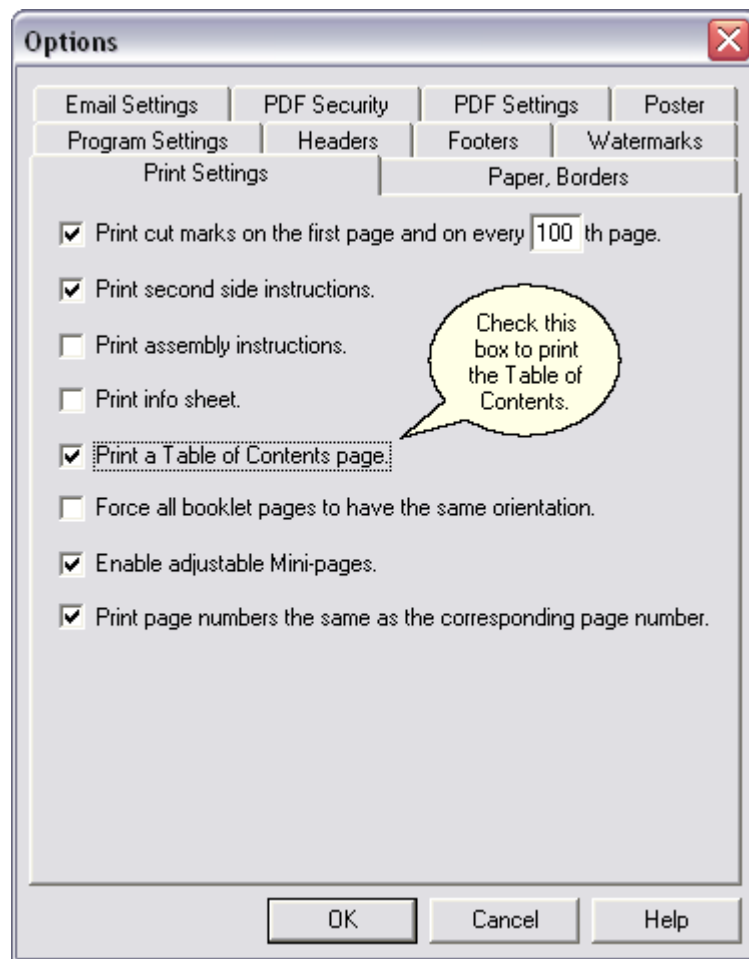 Options
Email Settings PDF Security PDF Settings Poster
Program Settings Headers Footers Watermarks
Print Settings Paper, Borders
Print cut marks on the first page and on every 100 th page.
Print second side instructions.
Print assembly instructions.
Print info sheet.
Check this
box to print
the Table of
Contents.
Print a Table of Contents page.
Force all booklet pages to have the same orientation.
Enable adjustable Mini-pages.
Print page numbers the same as the corresponding page number.
OK Cancel Help